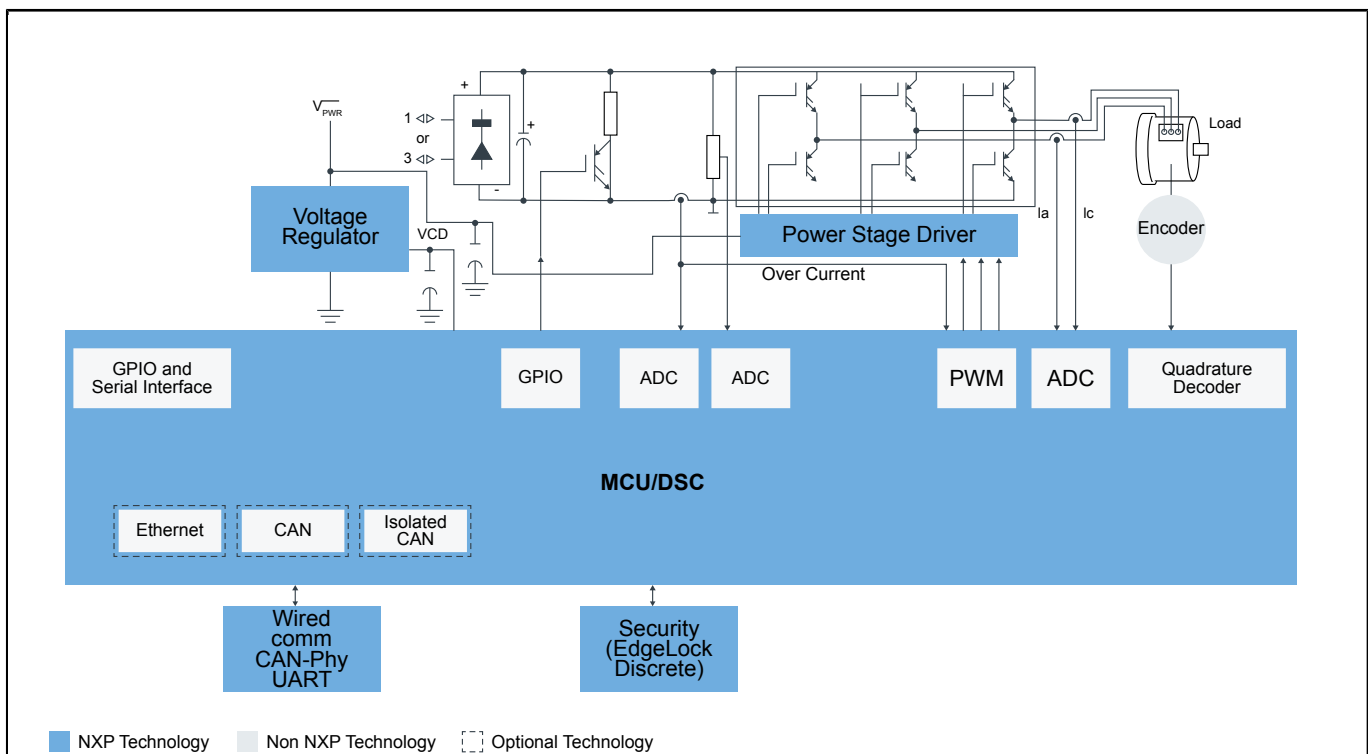 V PWR
+
1
or
3
-
+
Load
Voltage
Regulator
VCD
Power Stage Driver
Ia
Ic
Encoder
Over Current
GPIO and
Serial Interface
GPIO
ADC
ADC
PWM
ADC
Quadrature
Decoder
MCU/DSC
Ethernet
CAN
Isolated
CAN
Wired
comm
CAN-Phy
UART
Security
(EdgeLock
Discrete)
NXP Technology
Non NXP Technology
Optional Technology